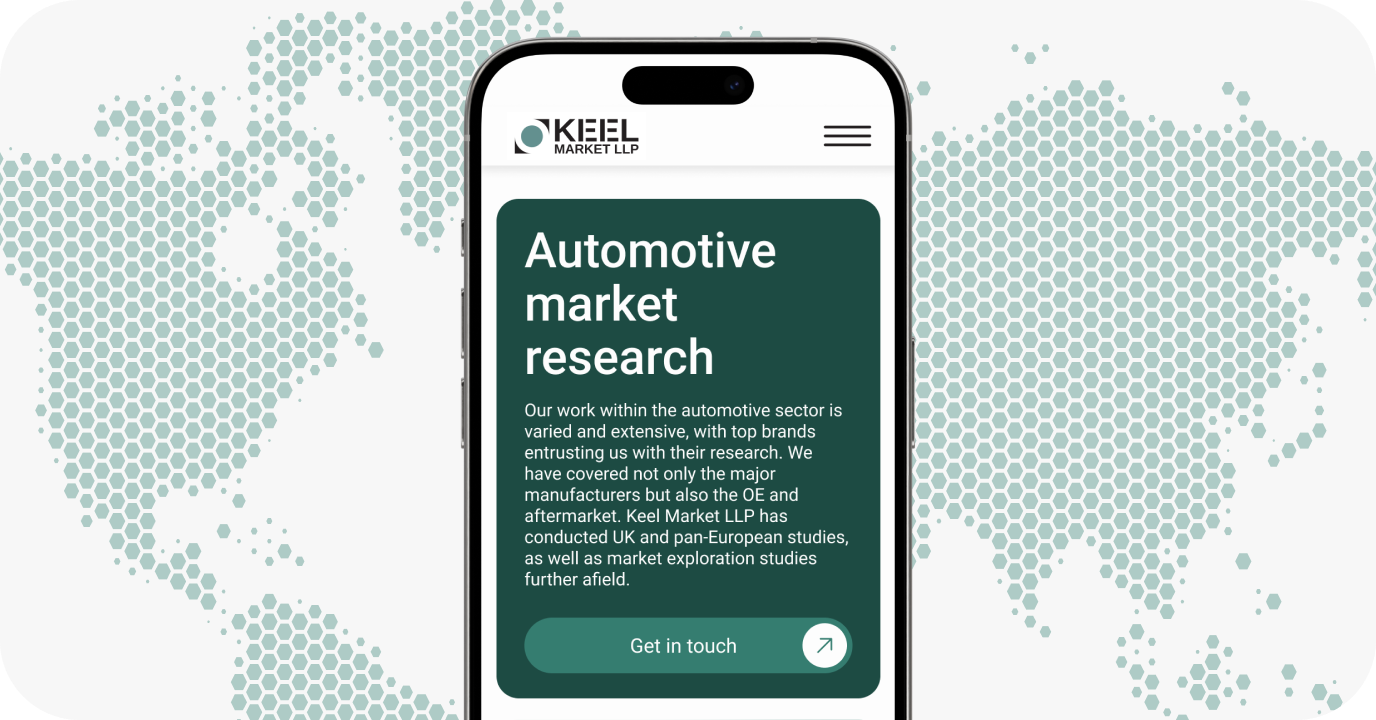 KEEL
MARKET LLP
Automotive
market
research
Our work within the automotive sector is
varied and extensive, with top brands
entrusting us with their research. We
have covered not only the major
manufacturers but also the OE and
aftermarket. Keel Market LLP has
conducted UK and pan-European studies,
as well as market exploration studies
further afield.
Get in touch